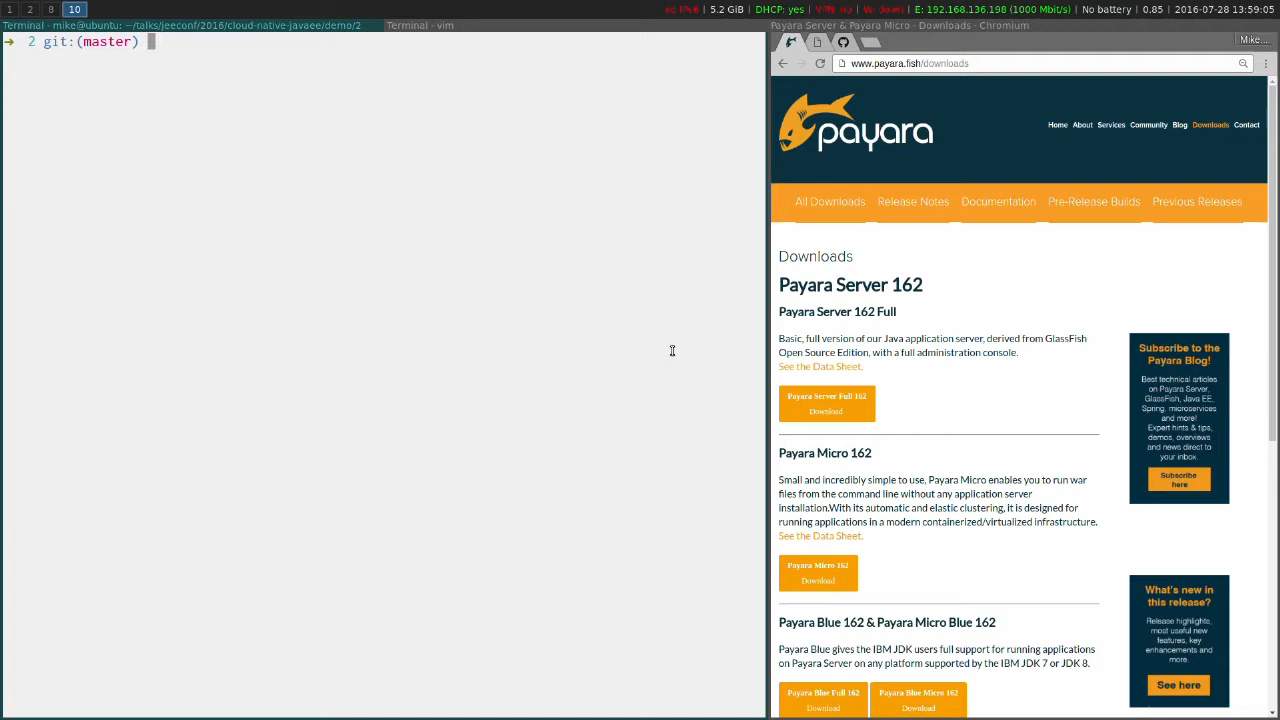 1 2 8 10
no IPv6 | 5.2 GiB | DHCP: yes | VPN: no | W: down | E: 192.168.136.198 (1000 Mbit/s) | No battery | 0.85 | 2016-07-28 13:59:05
Terminal - mike@ubuntu: ~/talks/jeeconf/2016/cloud-native-javaee/demo/2
Terminal - vim
Payara Server & Payara Micro - Downloads - Chromium
➜ 2 git:(master)
Mike...
www.payara.fish/downloads
payara
Home About Services Community Blog Downloads Contact
All Downloads Release Notes Documentation Pre-Release Builds Previous Releases
Downloads
Payara Server 162
Payara Server 162 Full
Basic, full version of our Java application server, derived from GlassFish
Open Source Edition, with a full administration console.
See the Data Sheet.
Payara Server Full 162
Download
Payara Micro 162
Small and incredibly simple to use, Payara Micro enables you to run war
files from the command line without any application server
installation.With its automatic and elastic clustering, it is designed for
running applications in a modern containerized/virtualized infrastructure.
See the Data Sheet.
Payara Micro 162
Download
Payara Blue 162 & Payara Micro Blue 162
Payara Blue gives the IBM JDK users full support for running applications
on Payara Server on any platform supported by the IBM JDK 7 or JDK 8.
Payara Blue Full 162
Download
Payara Blue Micro 162
Download
Subscribe to the
Payara Blog!
Best technical articles
on Payara Server,
GlassFish, Java EE,
Spring, microservices
and more!
Expert hints & tips,
demos, overviews
and news direct to
your inbox.
Subscribe
here
What's new in
this release?
Release highlights,
most useful new
features, key
enhancements and
more.
See here